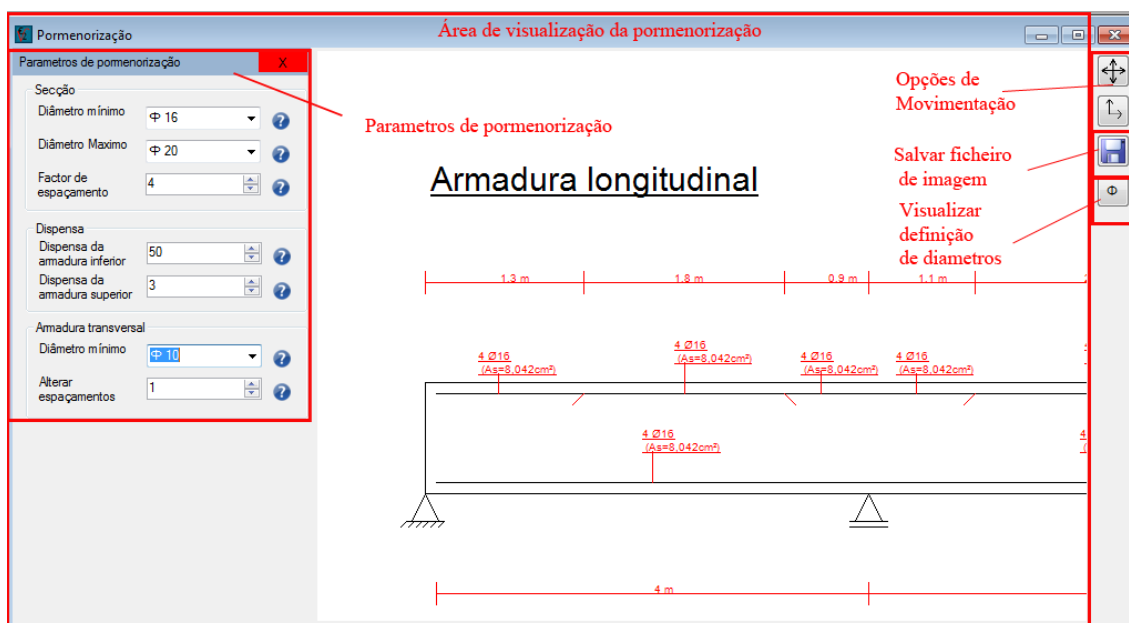 Pormenorização
Área de visualização da pormenorização
Parametros de pormenorização
X
Secção
Diâmetro mínimo
Φ 16
Diâmetro Maximo
Φ 20
Factor de
espaçamento
4
Dispensa
Dispensa da
armadura inferior
50
Dispensa da
armadura superior
3
Armadura transversal
Diâmetro mínimo
Φ 10
Alterar
espaçamentos
1
Parametros de pormenorização
Opções de
Movimentação
Salvar ficheiro
de imagem
Visualizar
definição
de diametros
Φ
Armadura longitudinal
1.3 m
1.8 m
0.9 m
1.1 m
4 Ø16
(As=8,042cm²)
4 Ø16
(As=8,042cm²)
4 Ø16
(As=8,042cm²)
4 Ø16
(As=8,042cm²)
4 Ø16
(As=8,042cm²)
4 m